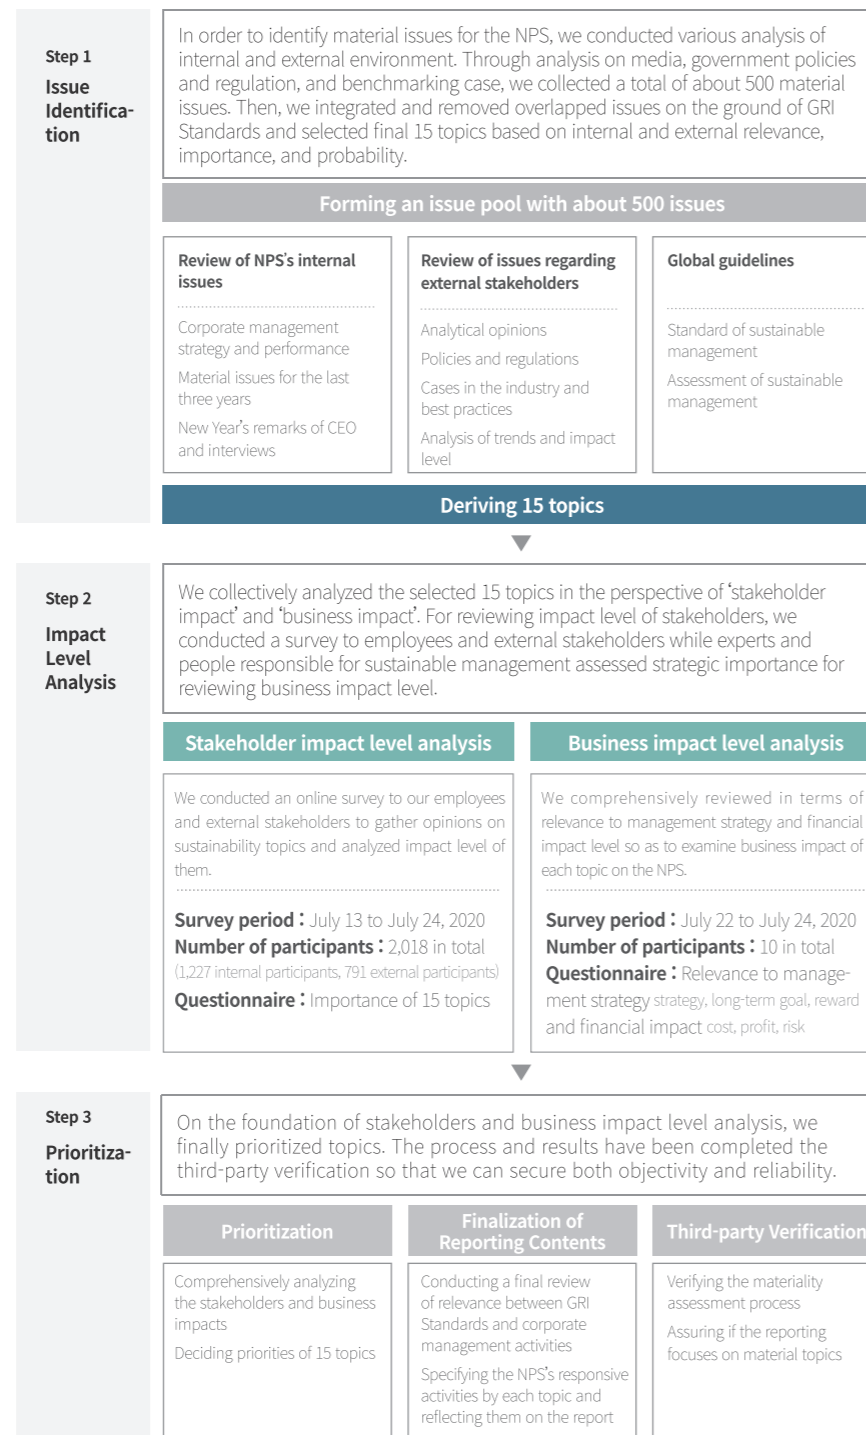 Step 1
Issue
Identifica-
tion
In order to identify material issues for the NPS, we conducted various analysis of
internal and external environment. Through analysis on media, government policies
and regulation, and benchmarking case, we collected a total of about 500 material
issues. Then, we integrated and removed overlapped issues on the ground of GRI
Standards and selected final 15 topics based on internal and external relevance,
importance, and probability.
Forming an issue pool with about 500 issues
Review of NPS's internal
issues
Corporate management
strategy and performance
Material issues for the last
three years
New Year's remarks of CEO
and interviews
Review of issues regarding
external stakeholders
Analytical opinions
Policies and regulations
Cases in the industry and
best practices
Analysis of trends and impact
level
Global guidelines
Standard of sustainable
management
Assessment of sustainable
management
Deriving 15 topics
Step 2
Impact
Level
Analysis
We collectively analyzed the selected 15 topics in the perspective of 'stakeholder
impact' and 'business impact'. For reviewing impact level of stakeholders, we
conducted a survey to employees and external stakeholders while experts and
people responsible for sustainable management assessed strategic importance for
reviewing business impact level.
Stakeholder impact level analysis
We conducted an online survey to our employees
and external stakeholders to gather opinions on
sustainability topics and analyzed impact level of
them.
Survey period : July 13 to July 24, 2020
Number of participants : 2,018 in total
(1,227 internal participants, 791 external participants)
Questionnaire : Importance of 15 topics
Business impact level analysis
We comprehensively reviewed in terms of
relevance to management strategy and financial
impact level so as to examine business impact of
each topic on the NPS.
Survey period : July 22 to July 24, 2020
Number of participants : 10 in total
Questionnaire : Relevance to manage-
ment strategy strategy, long-term goal, reward
and financial impact cost, profit, risk
Step 3
Prioritiza-
tion
On the foundation of stakeholders and business impact level analysis, we
finally prioritized topics. The process and results have been completed the
third-party verification so that we can secure both objectivity and reliability.
Prioritization
Comprehensively analyzing
the stakeholders and business
impacts
Deciding priorities of 15 topics
Finalization of
Reporting Contents
Conducting a final review
of relevance between GRI
Standards and corporate
management activities
Specifying the NPS's responsive
activities by each topic and
reflecting them on the report
Third-party Verification
Verifying the materiality
assessment process
Assuring if the reporting
focuses on material topics